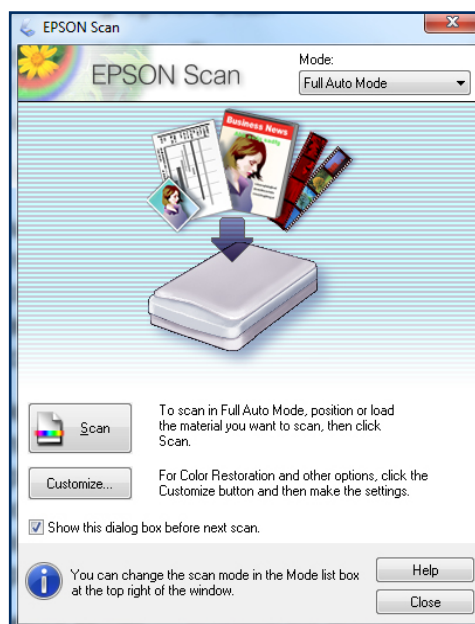 EPSON Scan
EPSON Scan
Mode:
Full Auto Mode
Business News
Scan
To scan in Full Auto Mode, position or load
the material you want to scan, then click
Scan.
Customize...
For Color Restoration and other options, click the
Customize button and then make the settings.
Show this dialog box before next scan.
You can change the scan mode in the Mode list box
at the top right of the window.
Help
Close